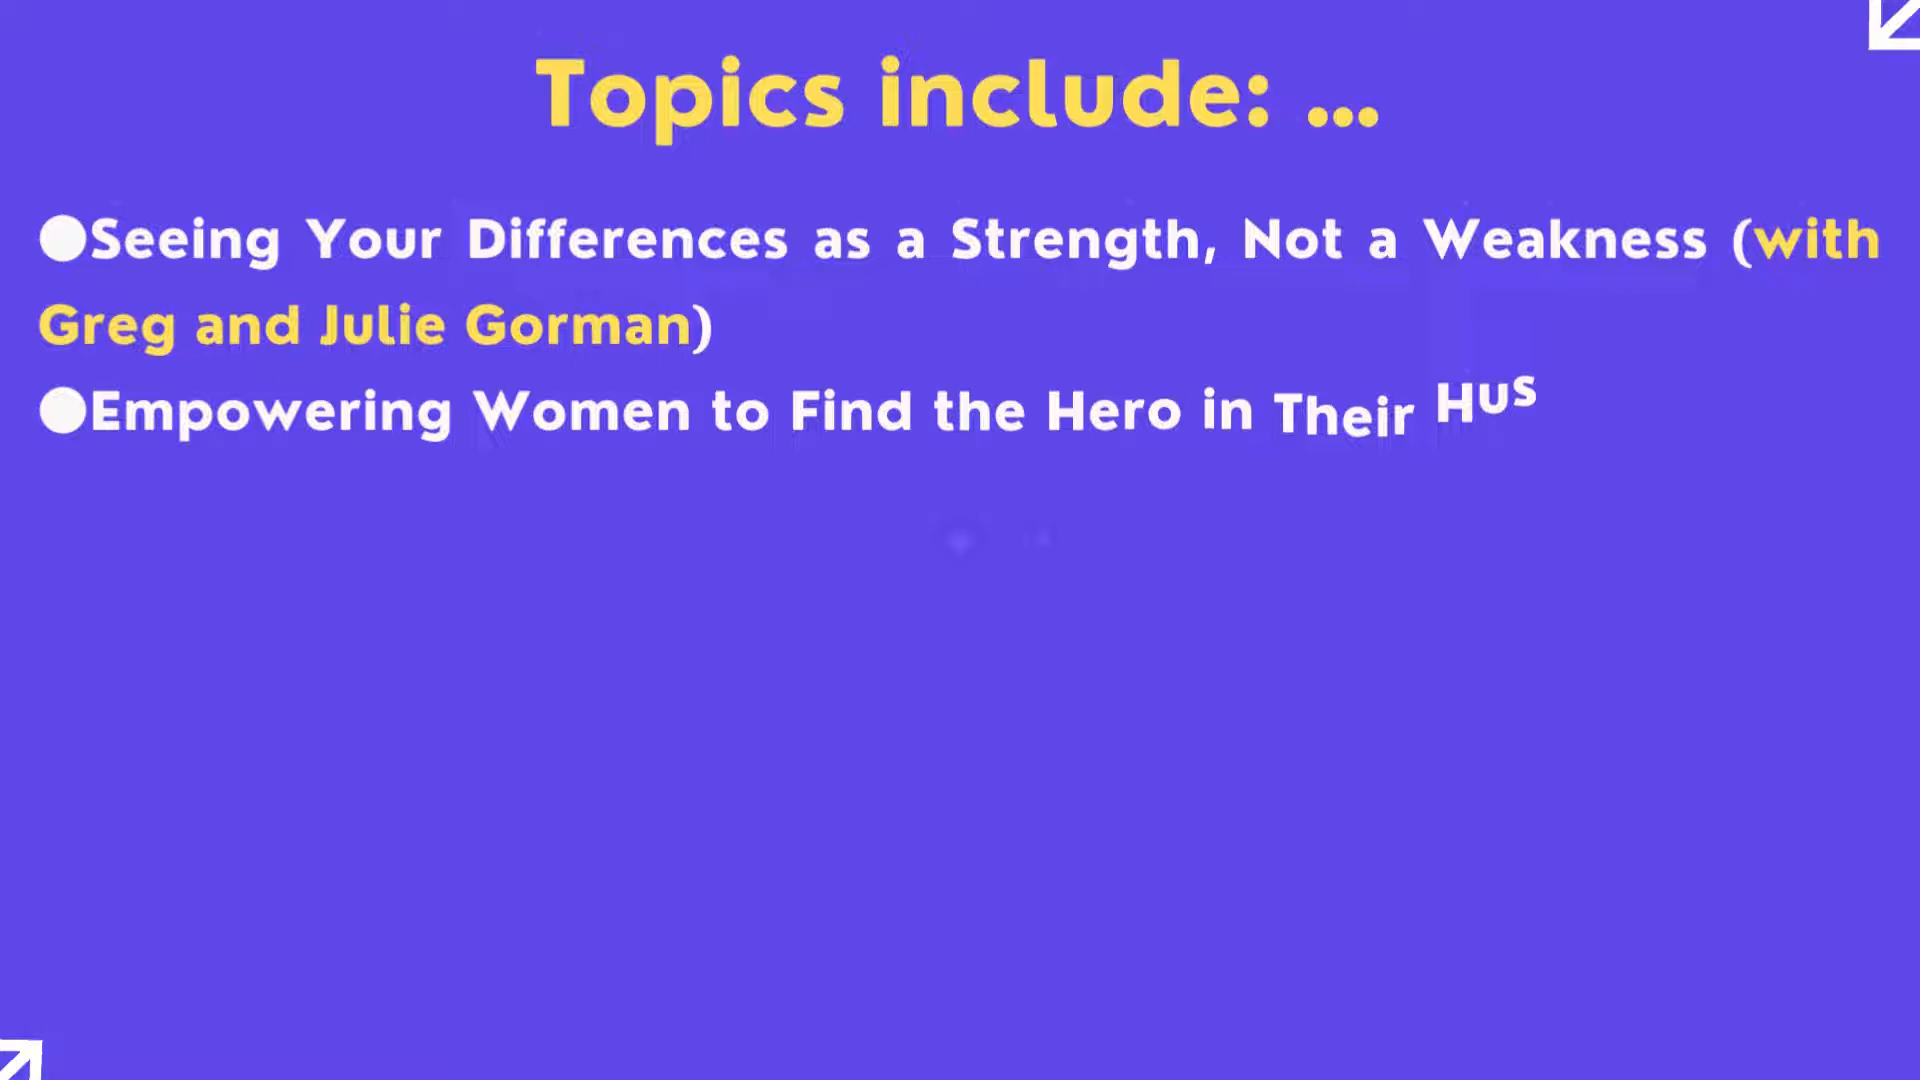 Topics include: ...
●Seeing Your Differences as a Strength, Not a Weakness (with
Greg and Julie Gorman)
●Empowering Women to Find the Hero in Their Hus